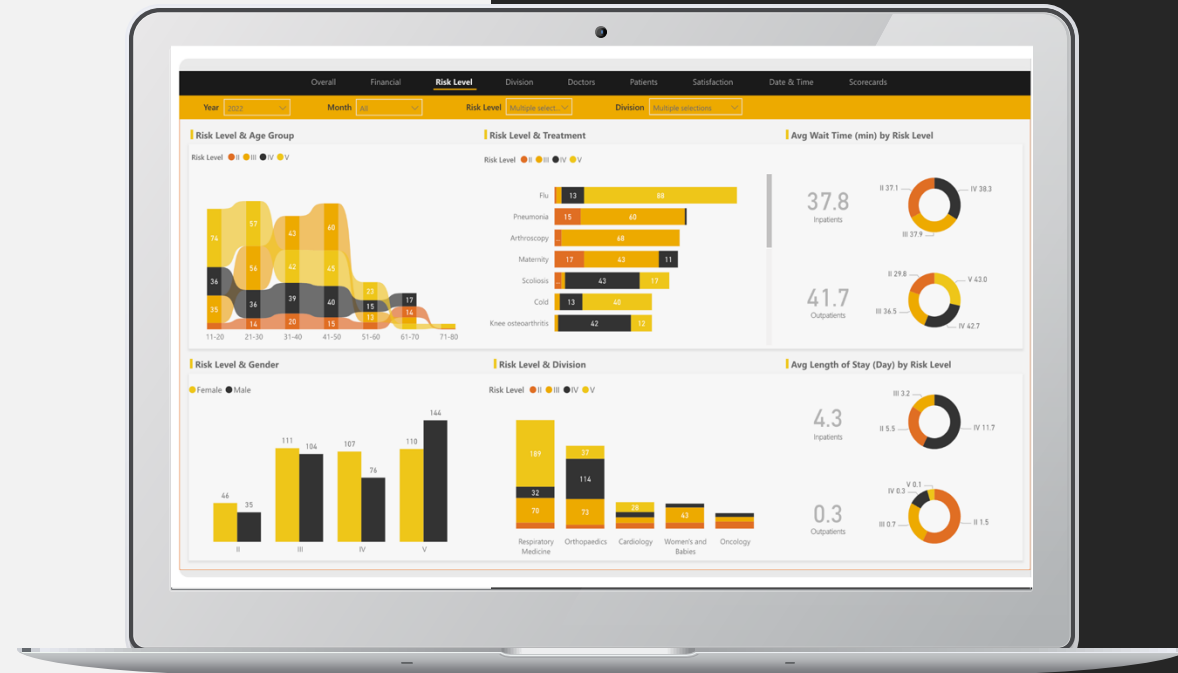 Overall Financial Risk Level Division Doctors Patients Satisfaction Date & Time Scorecards
Year 2022 Month All Risk Level Multiple select... Division Multiple selections
Risk Level & Age Group
Risk Level II III IV V
74 36 35
57 56 36 14
43 42 39 20
60 45 40 15
23 15 13
17 14
11-20 21-30 31-40 41-50 51-60 61-70 71-80
Risk Level & Treatment
Risk Level II III IV V
Flu 13 88
Pneumonia 15 60
Arthroscopy ... 68
Maternity 17 43 11
Scoliosis ... 43 17
Cold 13 48
Knee osteoarthritis 42 12
Avg Wait Time (min) by Risk Level
37.8
Inpatients
II 37.1
IV 38.3
III 37.9
41.7
Outpatients
II 29.8
V 43.0
III 36.5
IV 42.7
Risk Level & Gender
Female Male
46 35
111 104
107 76
110 144
II III IV V
Risk Level & Division
Risk Level II III IV V
189 32 70
37 114 73
28
43
Respiratory
Medicine
Orthopaedics
Cardiology
Women's and
Babies
Oncology
Avg Length of Stay (Day) by Risk Level
4.3
Inpatients
III 3.2
II 5.5
IV 11.7
0.3
Outpatients
V 0.1
IV 0.3
III 0.7
II 1.5